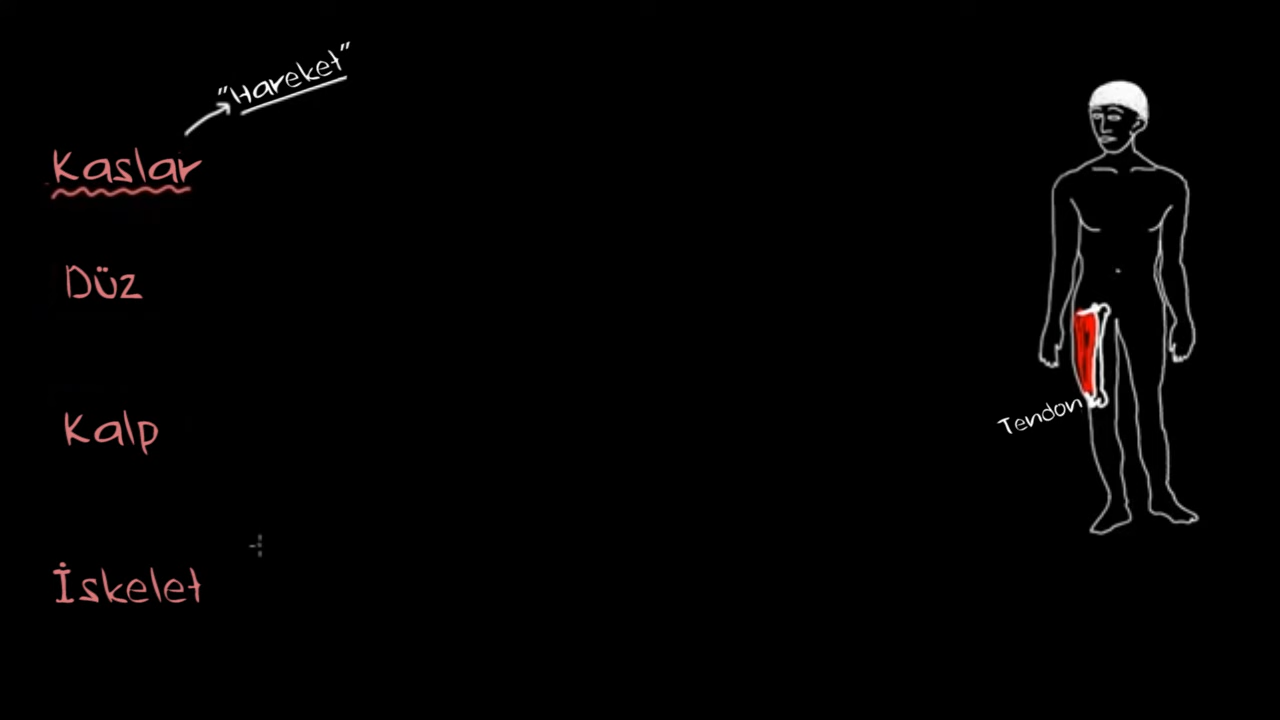 "Hareket"
Kaslar
Düz
Kalp
İskelet
Tendon